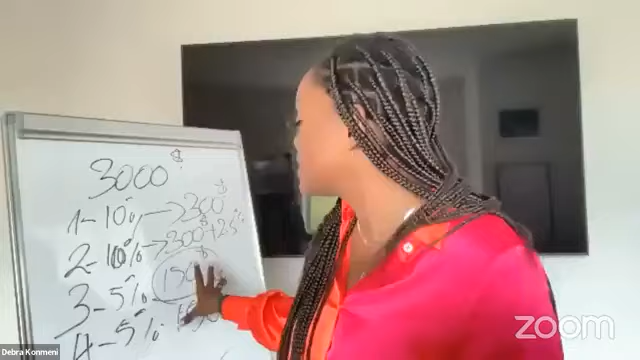 3000 $
1 - 10% -> 300 $
2 - 10% -> 300 $ + 25%
3 - 5% 150
4 - 5%
Debra Konmeni
zoom